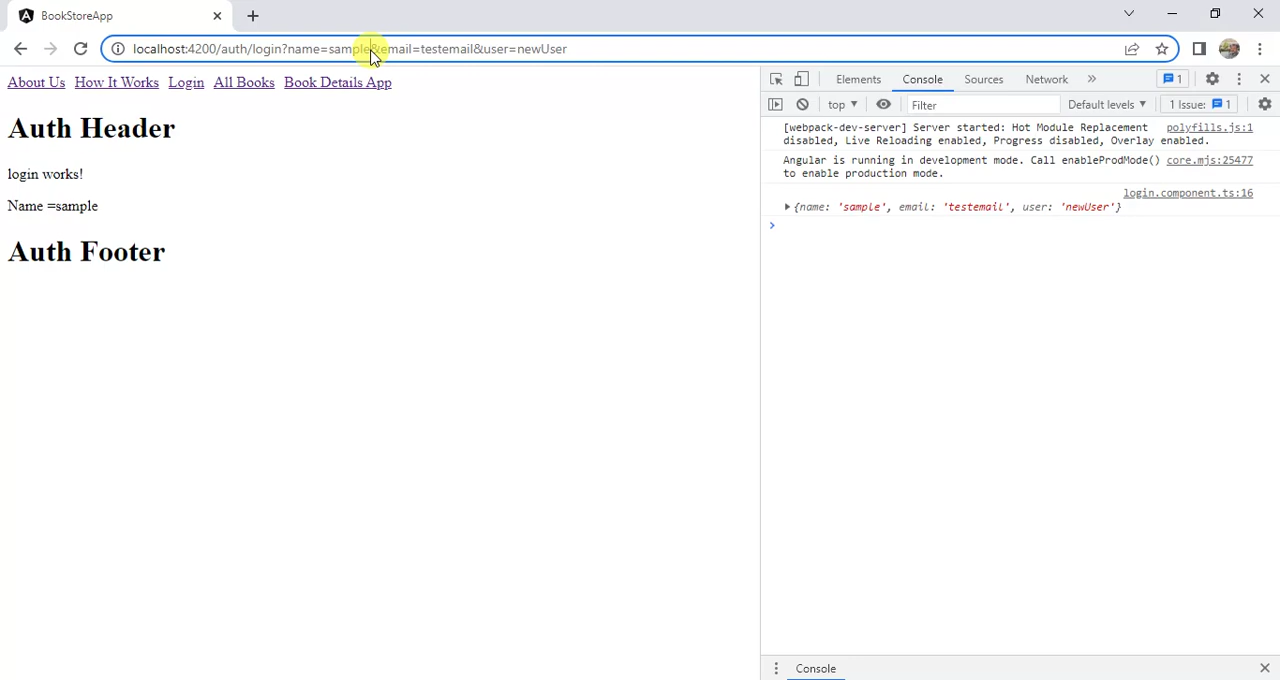 BookStoreApp
localhost:4200/auth/login?name=sample&email=testemail&user=newUser
About Us How It Works Login All Books Book Details App
Auth Header
login works!
Name =sample
Auth Footer
Elements Console Sources Network » 1
top Filter Default levels 1 Issue: 1
[webpack-dev-server] Server started: Hot Module Replacement polyfills.js:1
disabled, Live Reloading enabled, Progress disabled, Overlay enabled.
Angular is running in development mode. Call enableProdMode() core.mjs:25477
to enable production mode.
login.component.ts:16
{name: 'sample', email: 'testemail', user: 'newUser'}
Console